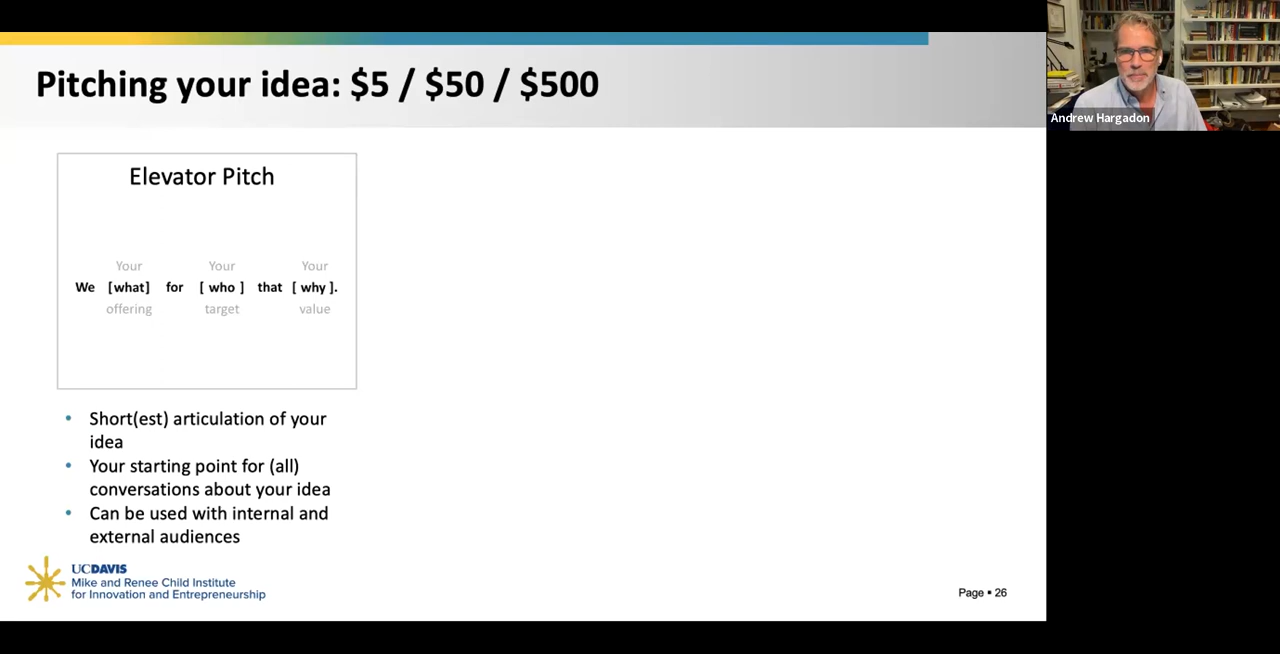 Pitching your idea: $5 / $50 / $500
Andrew Hargadon
Elevator Pitch
Your Your Your
We [what] for [ who ] that [ why ].
offering target value
• Short(est) articulation of your
idea
• Your starting point for (all)
conversations about your idea
• Can be used with internal and
external audiences
UCDAVIS
Mike and Renee Child Institute
for Innovation and Entrepreneurship
Page ▪ 26